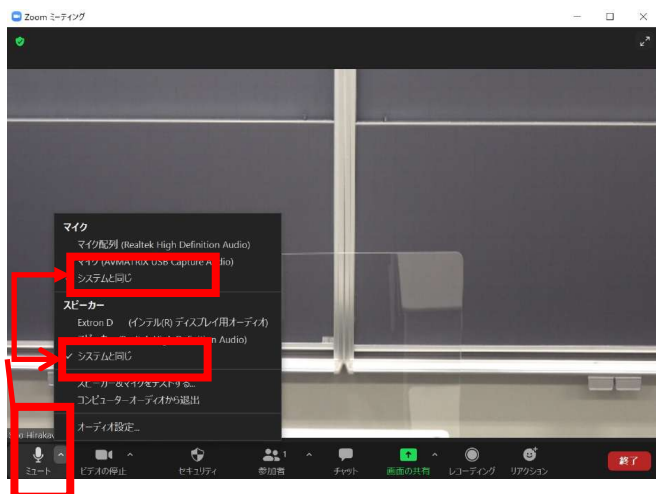 Zoom ミーティング
マイク
マイク配列 (Realtek High Definition Audio)
マイク (AVMATRIX USB Capture Audio)
システムと同じ
スピーカー
Extron D (インテル(R) ディスプレイ用オーディオ)
Audio)
✓ システムと同じ
スピーカー&マイクをテストする...
コンピューターオーディオから退出
オーディオ設定...
Hirakaw
ミュート
ビデオの停止
セキュリティ
1
参加者
チャット
画面の共有
レコーディング
リアクション
終了